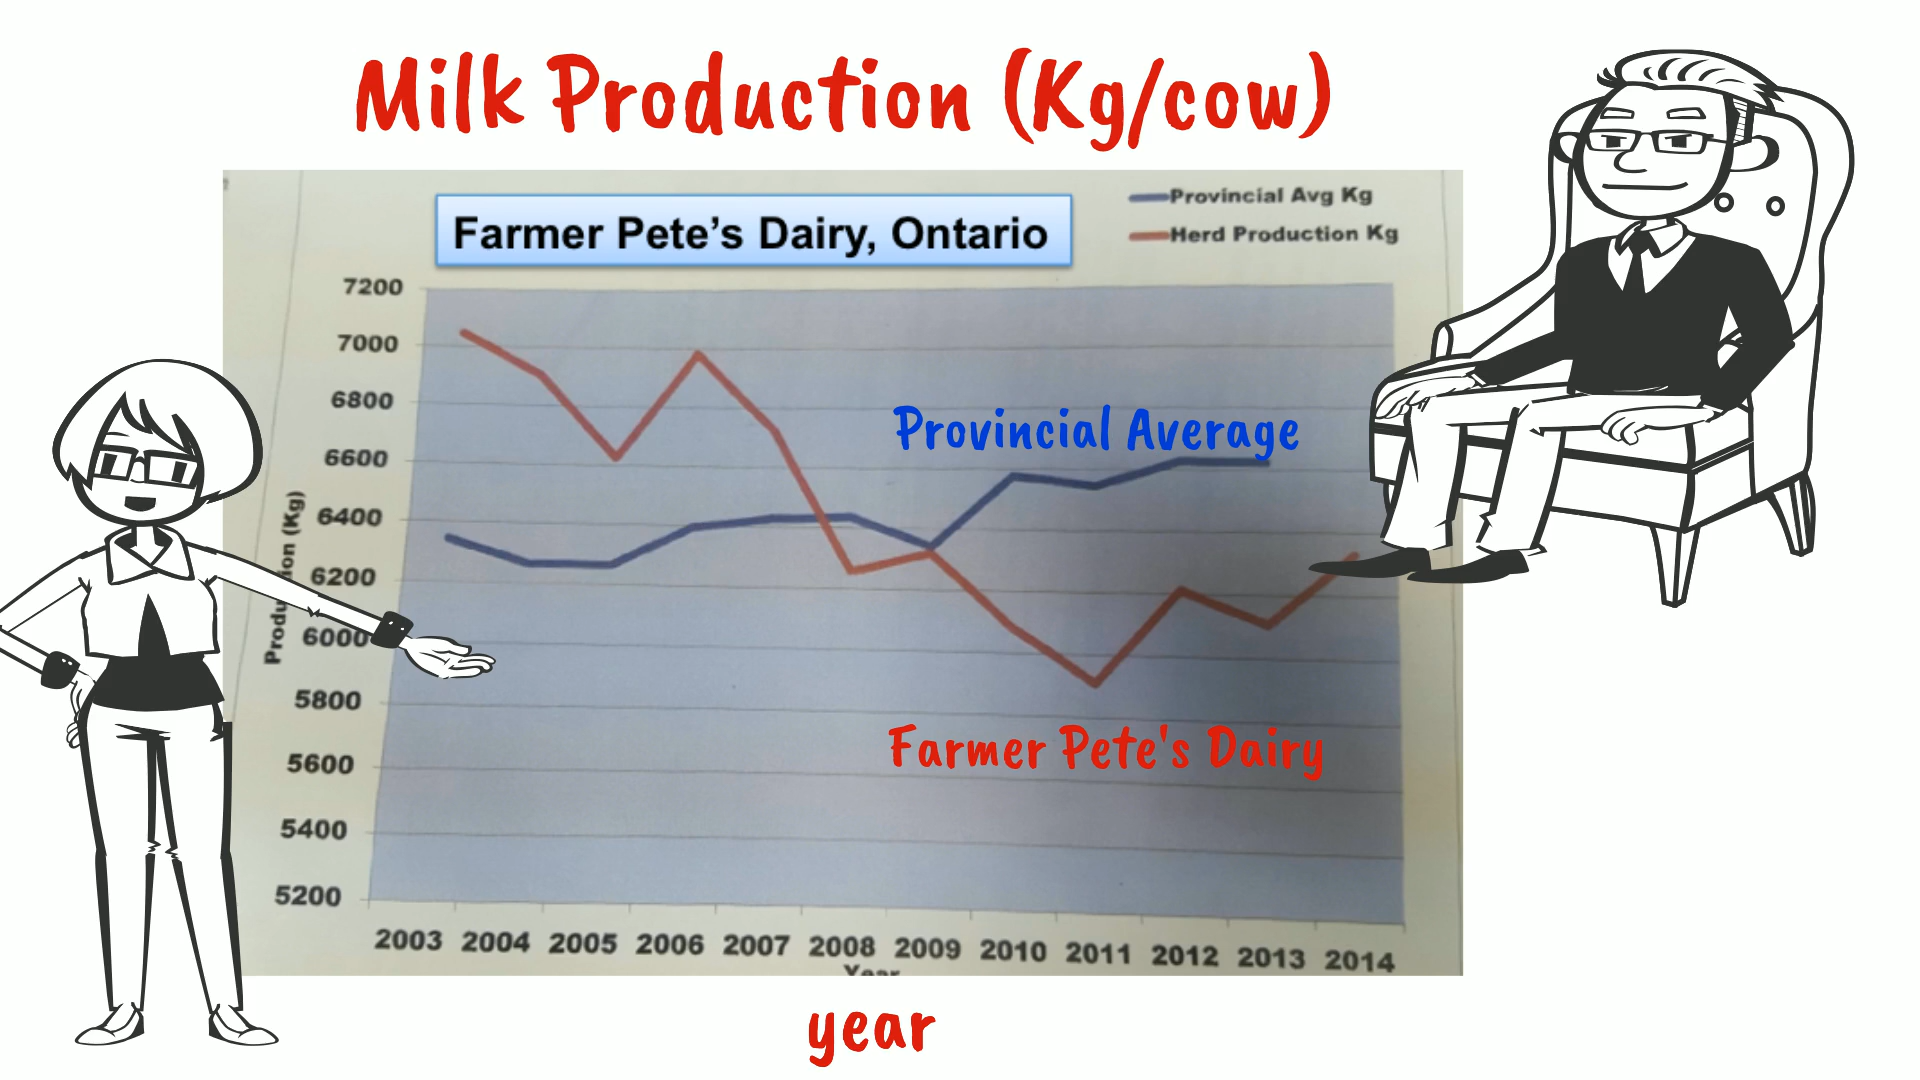 Milk Production (Kg/cow)
Farmer Pete's Dairy, Ontario
Provincial Avg Kg
Herd Production Kg
7200
7000
6800
6600
6400
6200
6000
5800
5600
5400
5200
(Kg)
Provincial Average
Farmer Pete's Dairy
2003 2004 2005 2006 2007 2008 2009 2010 2011 2012 2013 2014
Year
year